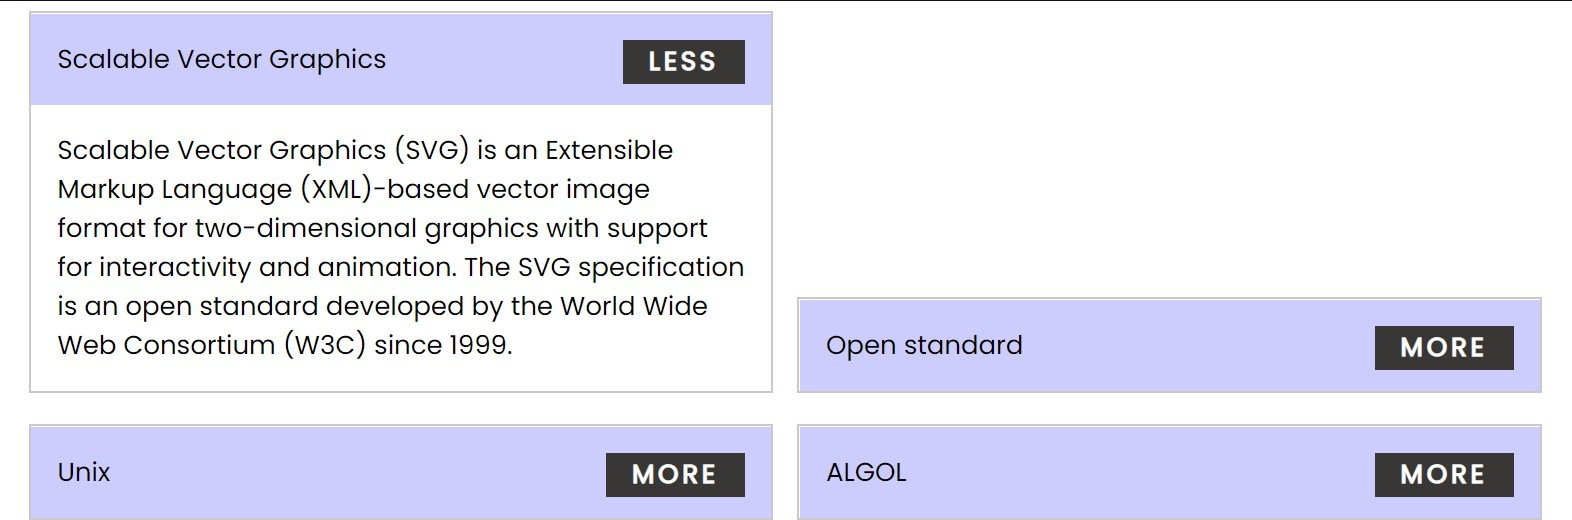 Scalable Vector Graphics
LESS
Scalable Vector Graphics (SVG) is an Extensible
Markup Language (XML)-based vector image
format for two-dimensional graphics with support
for interactivity and animation. The SVG specification
is an open standard developed by the World Wide
Web Consortium (W3C) since 1999.
Open standard
MORE
Unix
MORE
ALGOL
MORE